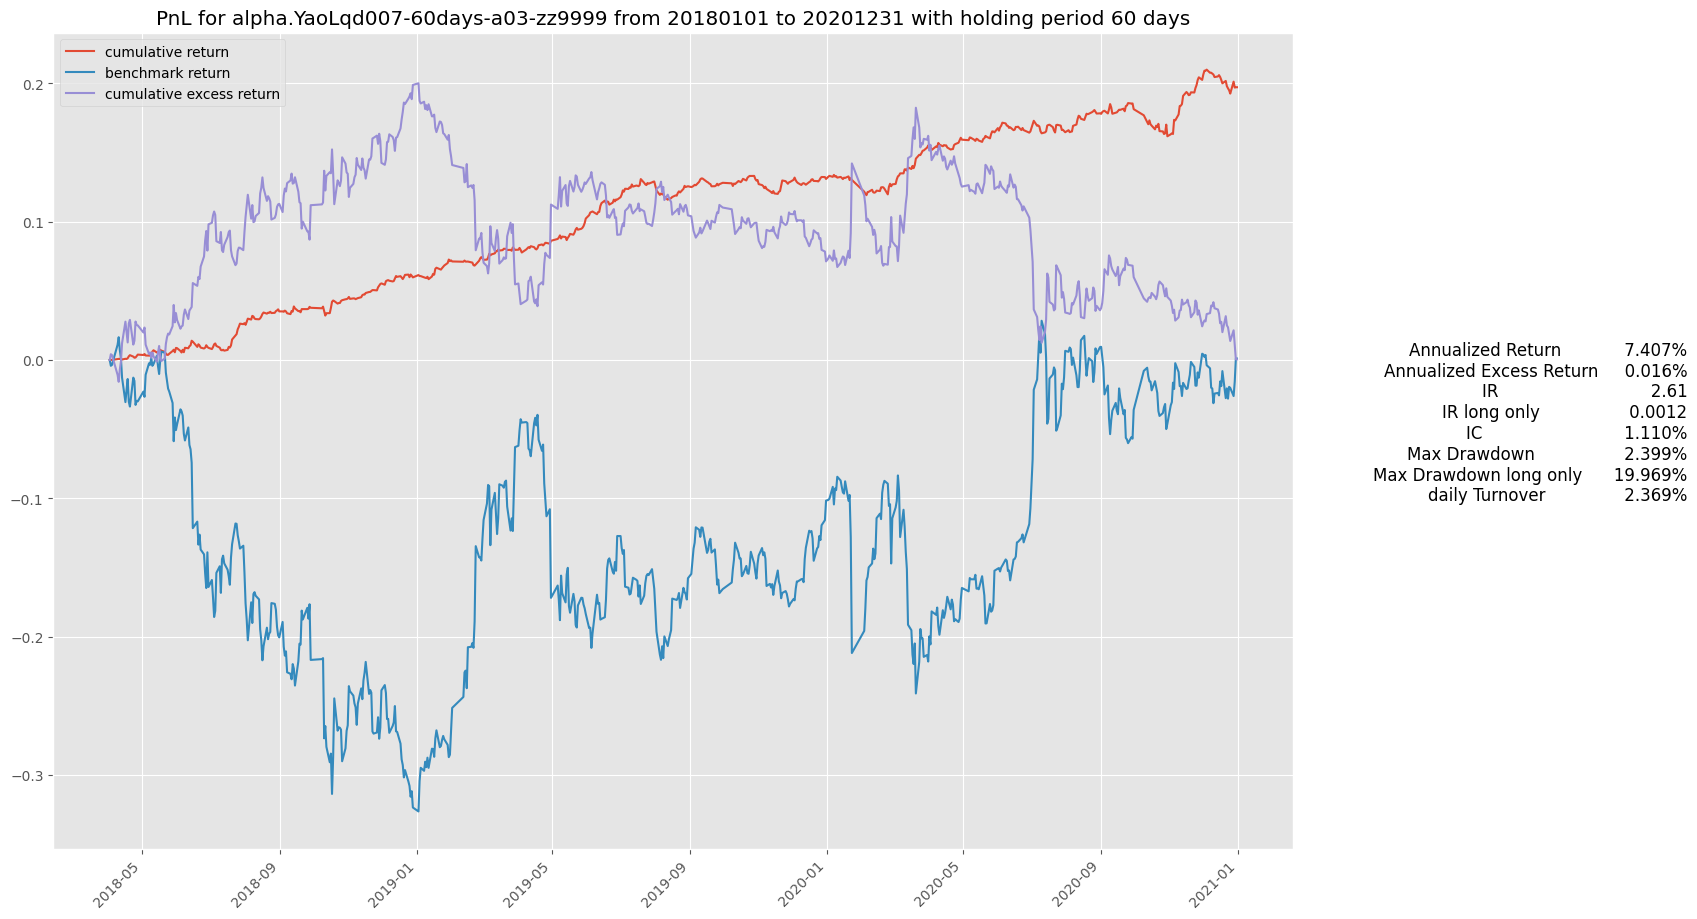 PnL for alpha.YaoLqd007-60days-a03-zz9999 from 20180101 to 20201231 with holding period 60 days
cumulative return
benchmark return
cumulative excess return
0.2
0.1
0.0
−0.1
−0.2
−0.3
2018-05
2018-09
2019-01
2019-05
2019-09
2020-01
2020-05
2020-09
2021-01
Annualized Return 7.407%
Annualized Excess Return 0.016%
IR 2.61
IR long only 0.0012
IC 1.110%
Max Drawdown 2.399%
Max Drawdown long only 19.969%
daily Turnover 2.369%